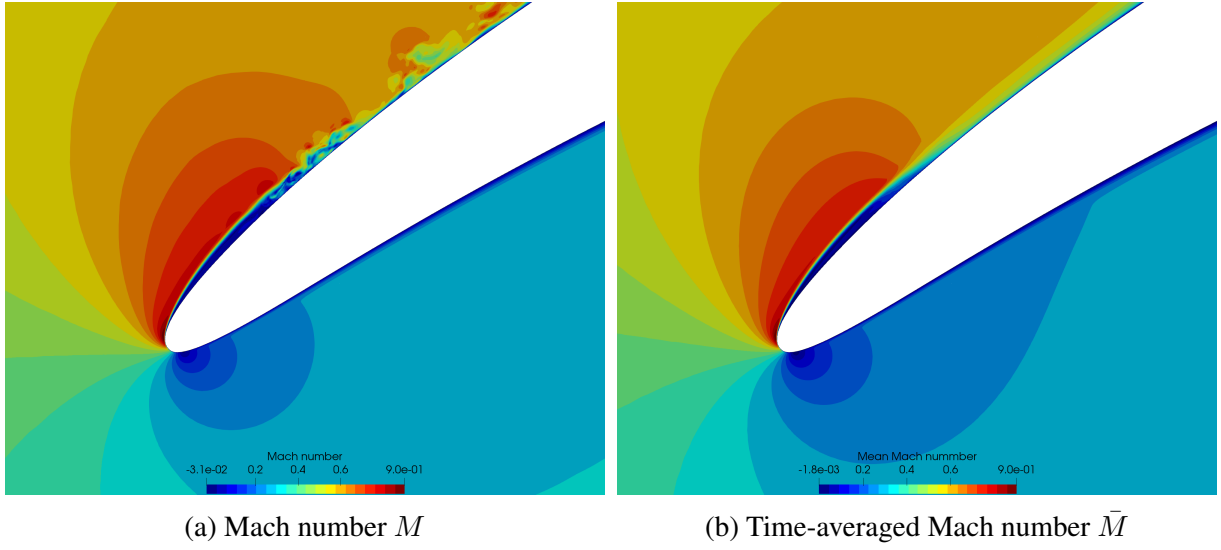 Mach number
-3.1e-02 0.2 0.4 0.6 9.0e-01
Mean Mach nummber
-1.8e-03 0.2 0.4 0.6 9.0e-01
(a) Mach number M
(b) Time-averaged Mach number M̄